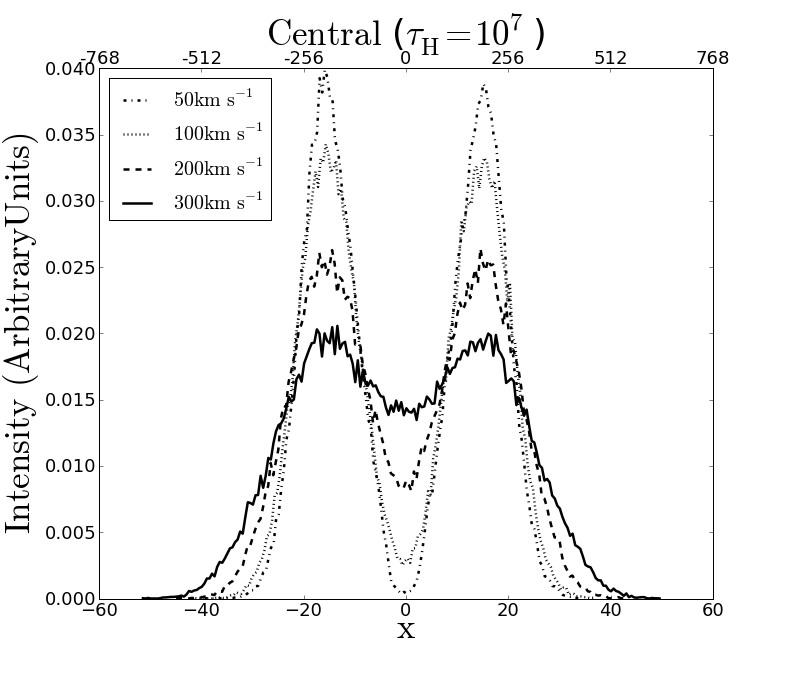 Central (τ_H = 10^7 )
-768 -512 -256 0 256 512 768
50km s^−1
100km s^−1
200km s^−1
300km s^−1
Intensity (ArbitraryUnits)
0.040
0.035
0.030
0.025
0.020
0.015
0.010
0.005
0.000
−60 −40 −20 0 20 40 60
x